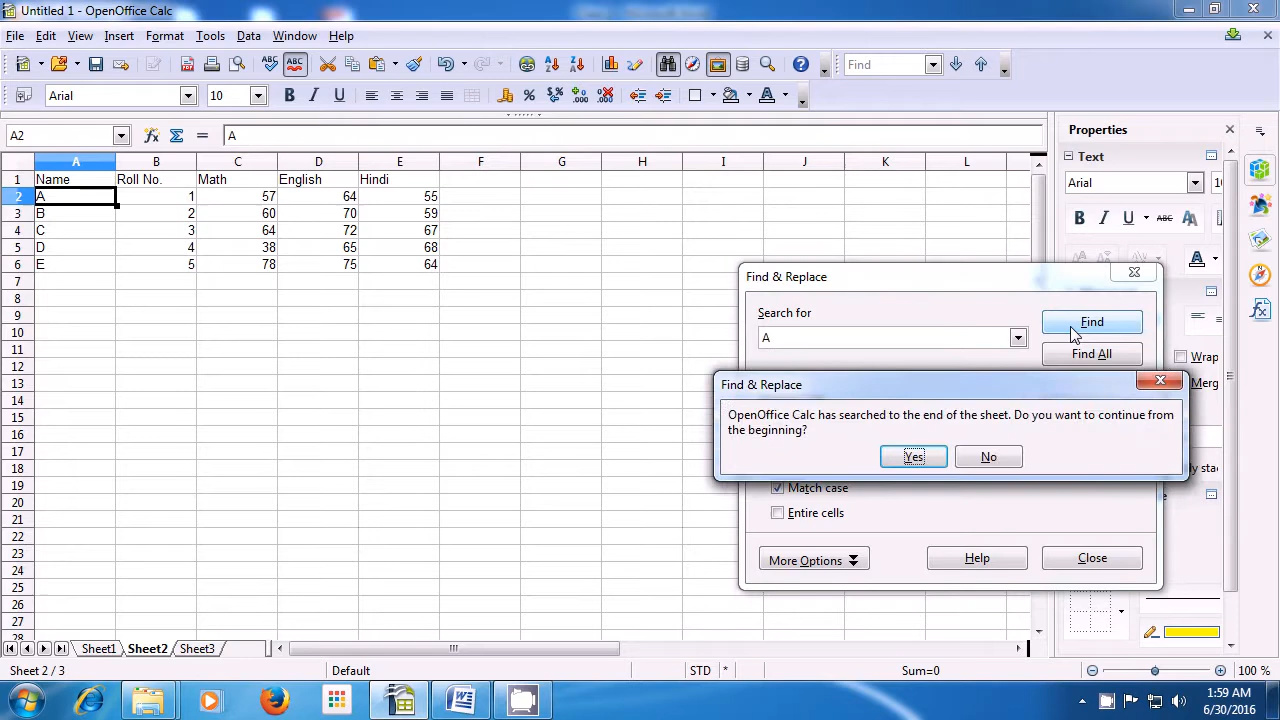 Untitled 1 - OpenOffice Calc
File Edit View Insert Format Tools Data Window Help
ABC ABC Find
Arial 10
A2 A
Properties
A B C D E F G H I J K L
Text
1 Name Roll No. Math English Hindi
Arial
2 A 1 57 64 55
3 B 2 60 70 59
4 C 3 64 72 67
5 D 4 38 65 68
6 E 5 78 75 64
7
8
9
10
11
12
13
14
15
16
17
18
19
20
21
22
23
24
25
26
27
28
Find & Replace
Search for
A
Find
Find All
Wrap
Find & Replace
OpenOffice Calc has searched to the end of the sheet. Do you want to continue from
the beginning?
Yes No
Match case
Entire cells
More Options Help Close
Sheet1 Sheet2 Sheet3
Sheet 2 / 3 Default STD * Sum=0 100 %
1:59 AM
6/30/2016